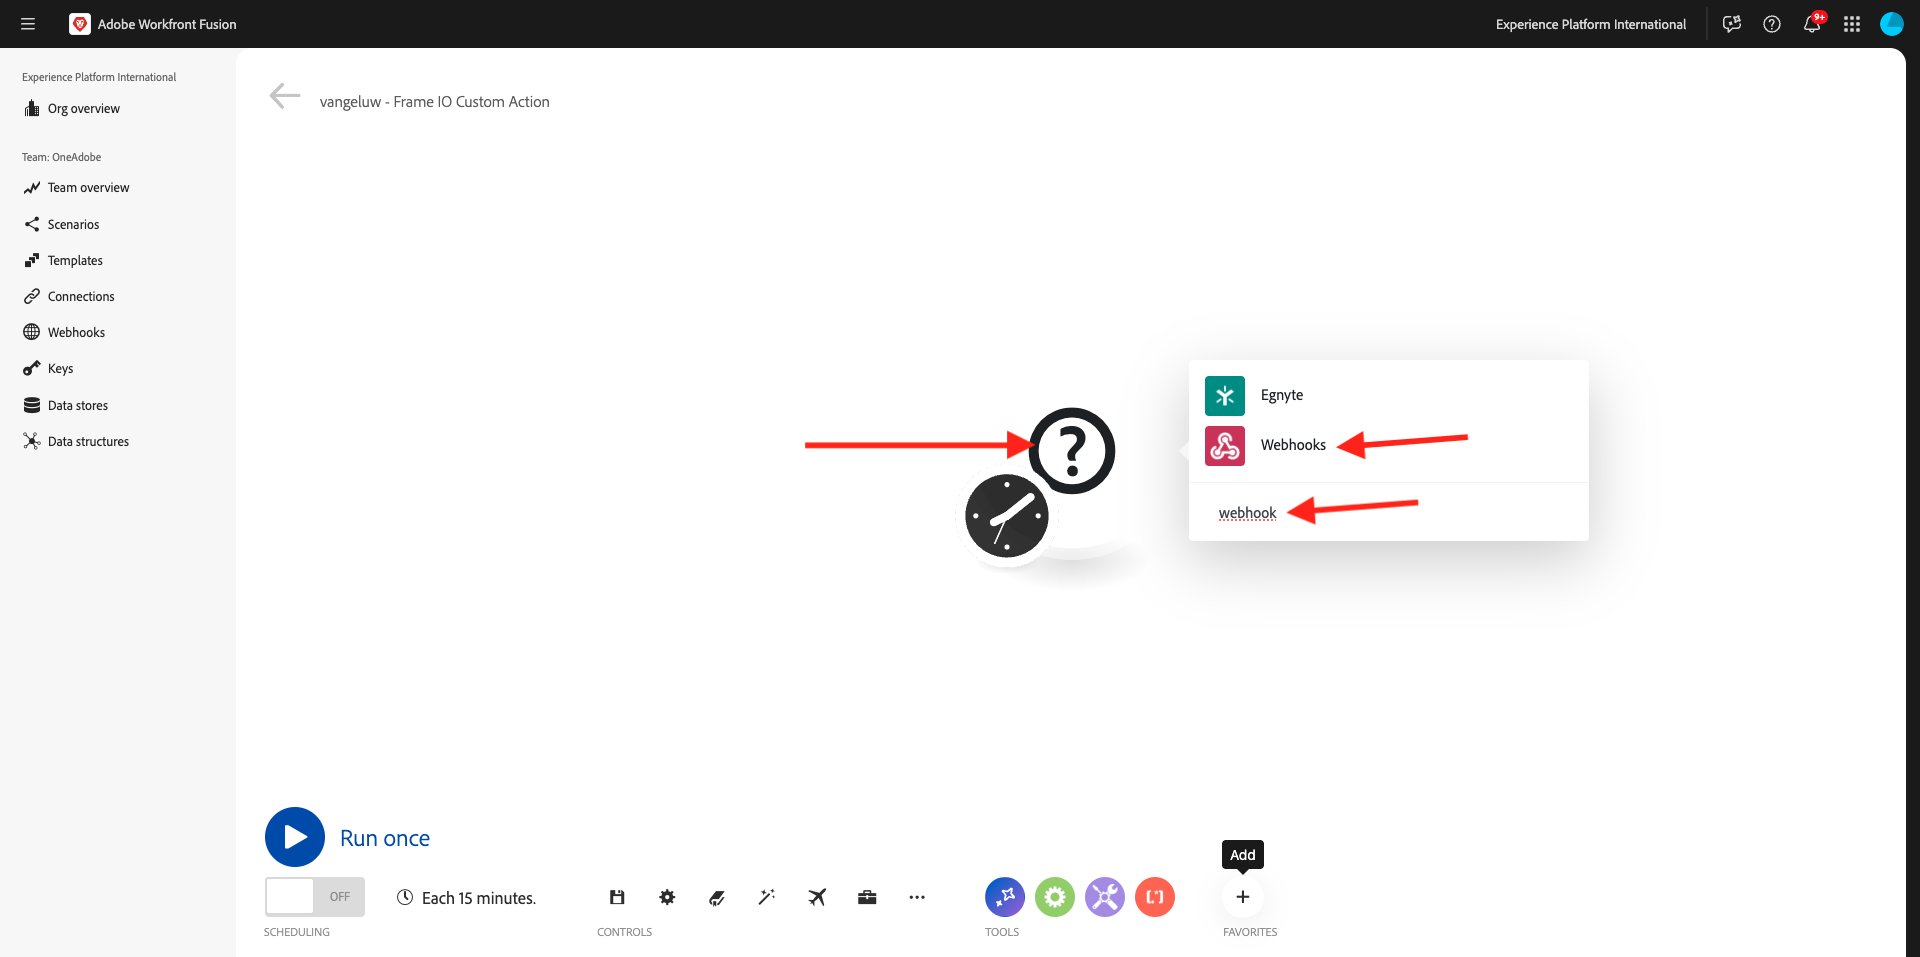 Adobe Workfront Fusion
Experience Platform International
9+
Experience Platform International
Org overview
Team: OneAdobe
Team overview
Scenarios
Templates
Connections
Webhooks
Keys
Data stores
Data structures
vangeluw - Frame IO Custom Action
Egnyte
Webhooks
webhook
Run once
OFF
Each 15 minutes.
SCHEDULING
CONTROLS
TOOLS
Add
FAVORITES